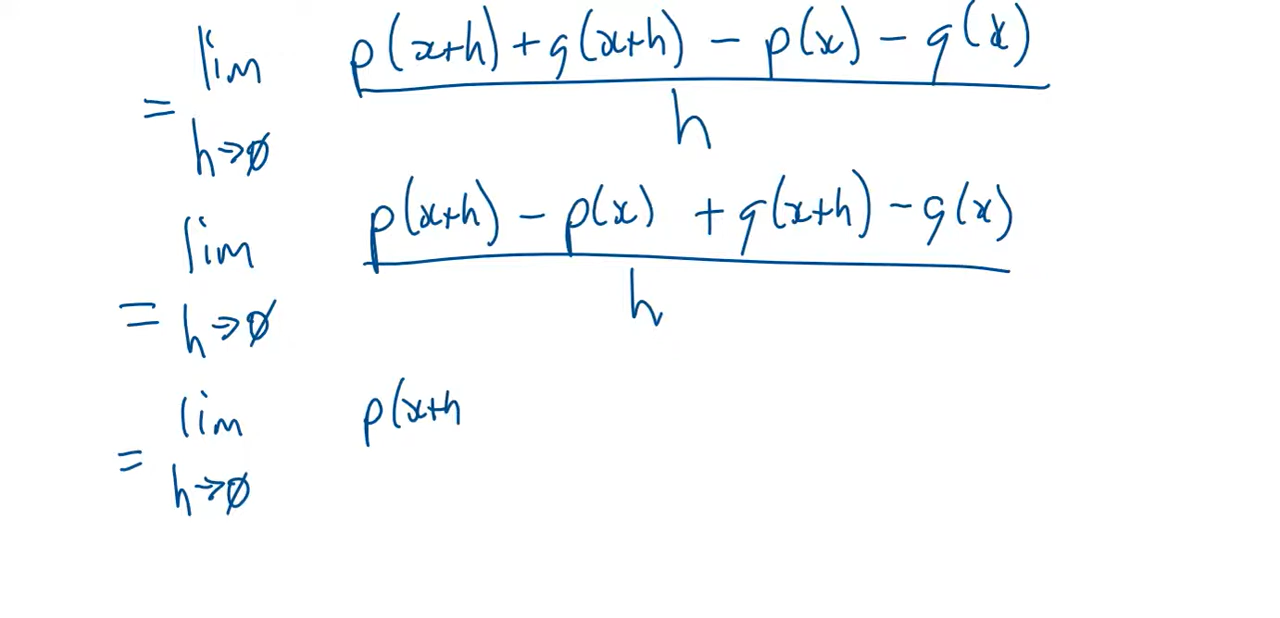 = lim h→0 p(x+h) + q(x+h) - p(x) - q(x) / h
= lim h→0 p(x+h) - p(x) + q(x+h) - q(x) / h
= lim h→0 p(x+h